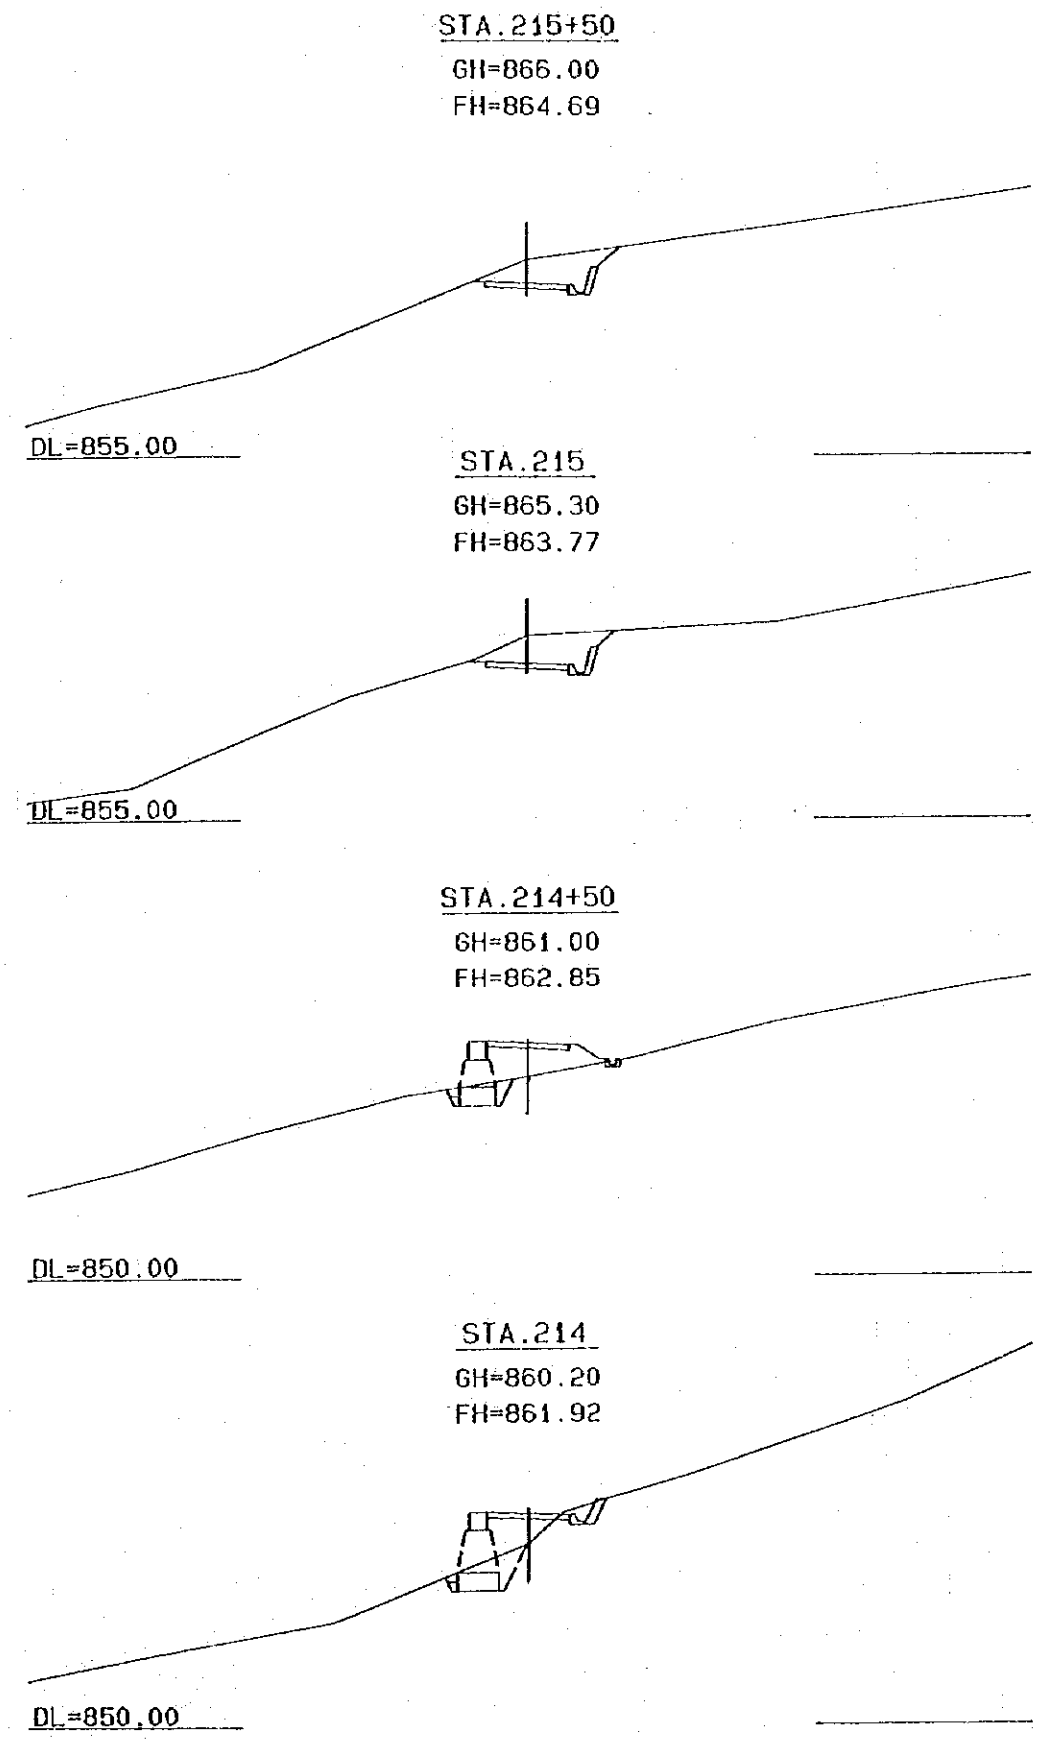 STA.215+50
GH=866.00
FH=864.69
DL=855.00
STA.215
GH=865.30
FH=863.77
DL=855.00
STA.214+50
GH=861.00
FH=862.85
DL=850.00
STA.214
GH=860.20
FH=861.92
DL=850.00